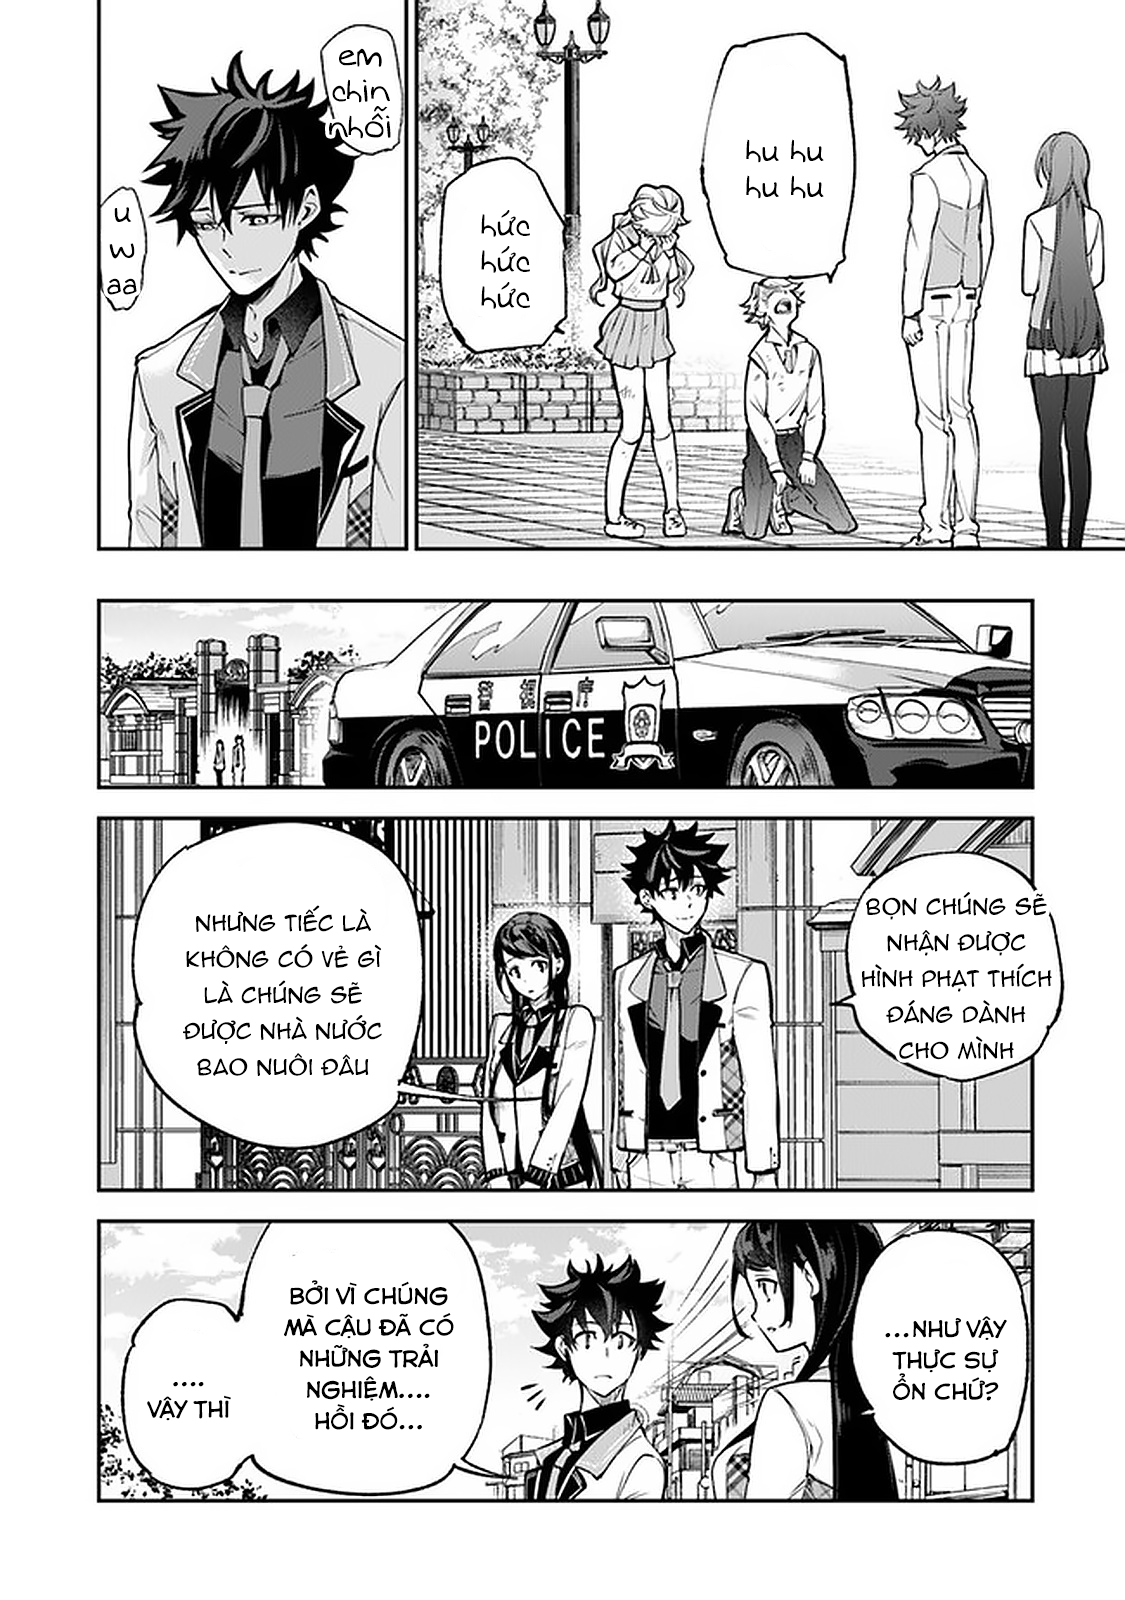 hu hu
hu hu
hức
hức
hức
em
chin
nhỗi
u
w
aa
警視庁
POLICE
BỌN CHÚNG SẼ
NHẬN ĐƯỢC
HÌNH PHẠT THÍCH
ĐÁNG DÀNH
CHO MÌNH
NHƯNG TIẾC LÀ
KHÔNG CÓ VẺ GÌ
LÀ CHÚNG SẼ
ĐƯỢC NHÀ NƯỚC
BAO NUÔI ĐÂU
...NHƯ VẬY
THỰC SỰ
ỔN CHỨ?
BỞI VÌ CHÚNG
MÀ CẬU ĐÃ CÓ
NHỮNG TRẢI
NGHIỆM....
HỒI ĐÓ...
....
VẬY THÌ